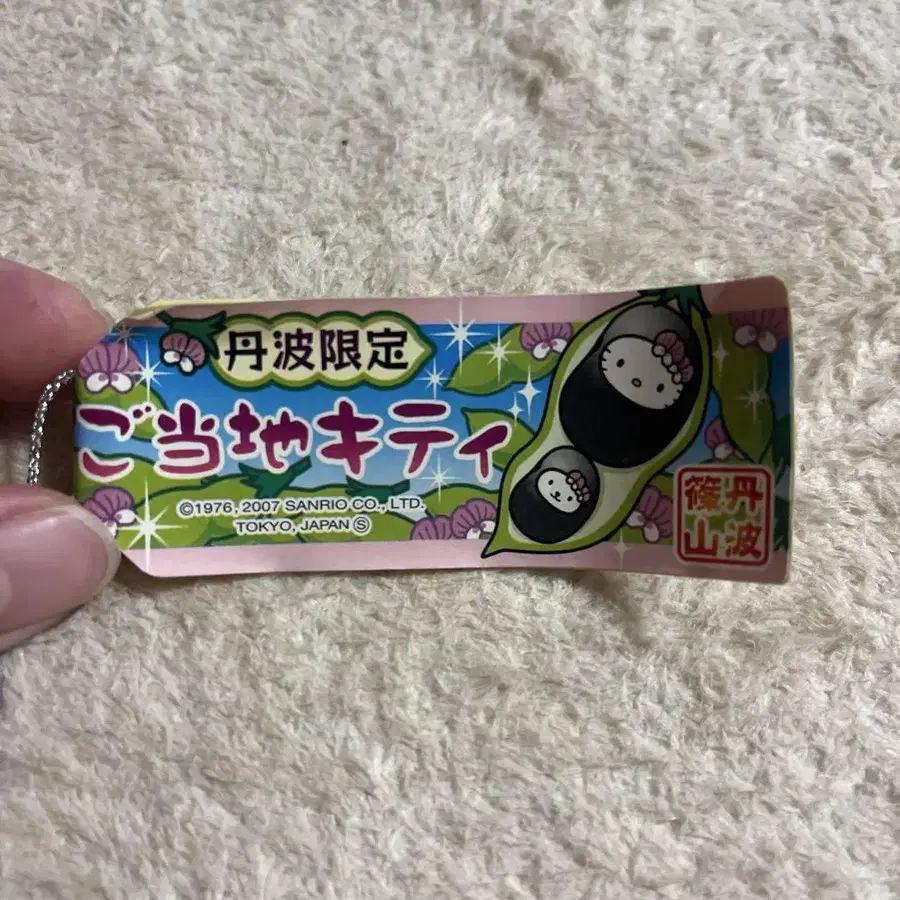 丹波限定
ご当地キティ
©1976, 2007 SANRIO CO., LTD.
TOKYO, JAPAN Ⓢ
丹波
篠山